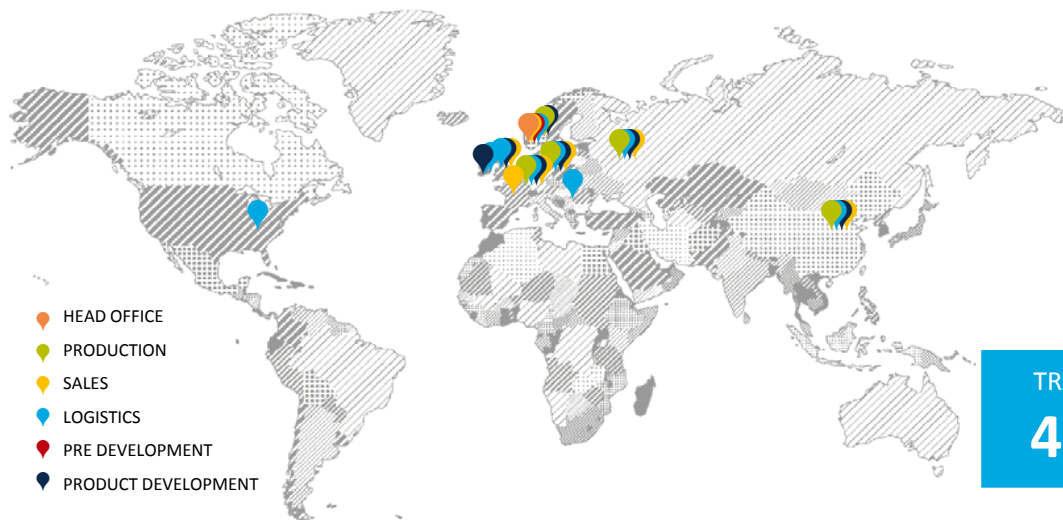 HEAD OFFICE
PRODUCTION
SALES
LOGISTICS
PRE DEVELOPMENT
PRODUCT DEVELOPMENT
TR
4